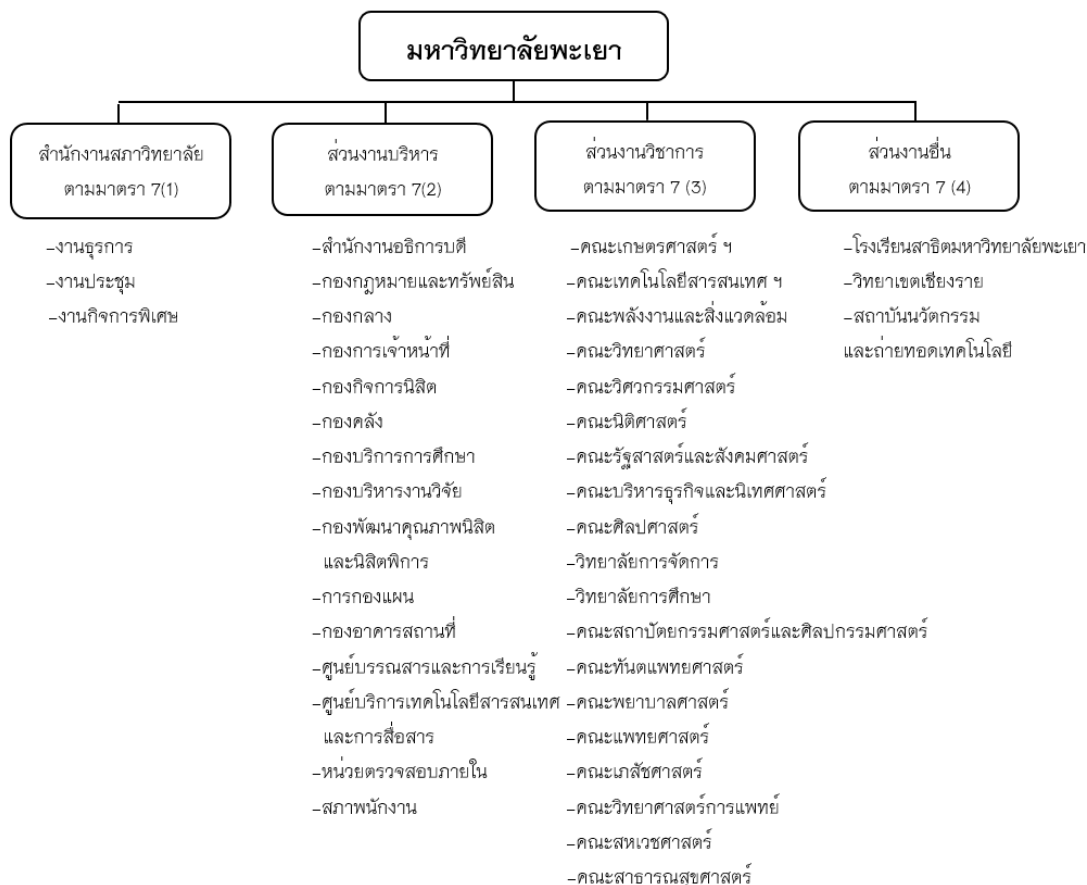 มหาวิทยาลัยพะเยา
สำนักงานสภาวิทยาลัย
ตามมาตรา 7(1)
-งานธุรการ
-งานประชุม
-งานกิจการพิเศษ
ส่วนงานบริหาร
ตามมาตรา 7(2)
-สำนักงานอธิการบดี
-กองกฎหมายและทรัพย์สิน
-กองกลาง
-กองการเจ้าหน้าที่
-กองกิจการนิสิต
-กองคลัง
-กองบริการการศึกษา
-กองบริหารงานวิจัย
-กองพัฒนาคุณภาพนิสิต
และนิสิตพิการ
-การกองแผน
-กองอาคารสถานที่
-ศูนย์บรรณสารและการเรียนรู้
-ศูนย์บริการเทคโนโลยีสารสนเทศ
และการสื่อสาร
-หน่วยตรวจสอบภายใน
-สภาพนักงาน
ส่วนงานวิชาการ
ตามมาตรา 7 (3)
-คณะเกษตรศาสตร์ ฯ
-คณะเทคโนโลยีสารสนเทศ ฯ
-คณะพลังงานและสิ่งแวดล้อม
-คณะวิทยาศาสตร์
-คณะวิศวกรรมศาสตร์
-คณะนิติศาสตร์
-คณะรัฐสาสตร์และสังคมศาสตร์
-คณะบริหารธุรกิจและนิเทศศาสตร์
-คณะศิลปศาสตร์
-วิทยาลัยการจัดการ
-วิทยาลัยการศึกษา
-คณะสถาปัตยกรรมศาสตร์และศิลปกรรมศาสตร์
-คณะทันตแพทยศาสตร์
-คณะพยาบาลศาสตร์
-คณะแพทยศาสตร์
-คณะเภสัชศาสตร์
-คณะวิทยาศาสตร์การแพทย์
-คณะสหเวชศาสตร์
-คณะสาธารณสุขศาสตร์
ส่วนงานอื่น
ตามมาตรา 7 (4)
-โรงเรียนสาธิตมหาวิทยาลัยพะเยา
-วิทยาเขตเชียงราย
-สถาบันนวัตกรรม
และถ่ายทอดเทคโนโลยี